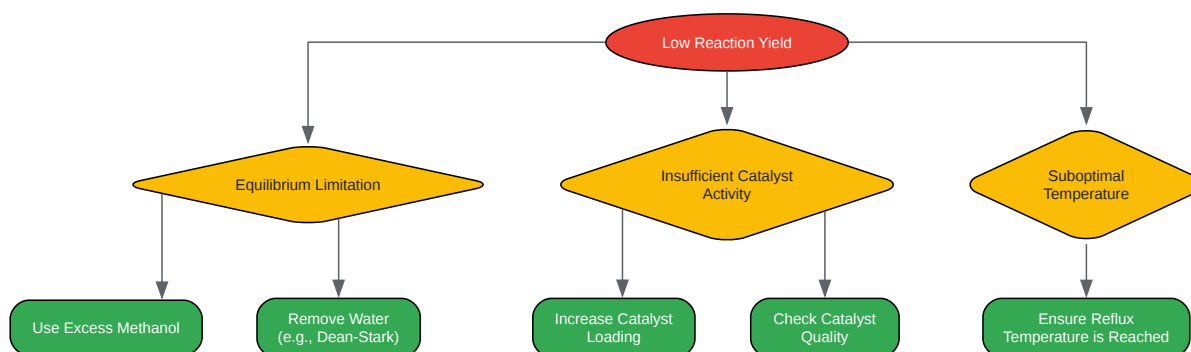 Low Reaction Yield
Equilibrium Limitation
Insufficient Catalyst
Activity
Suboptimal
Temperature
Use Excess Methanol
Remove Water
(e.g., Dean-Stark)
Increase Catalyst
Loading
Check Catalyst
Quality
Ensure Reflux
Temperature is Reached